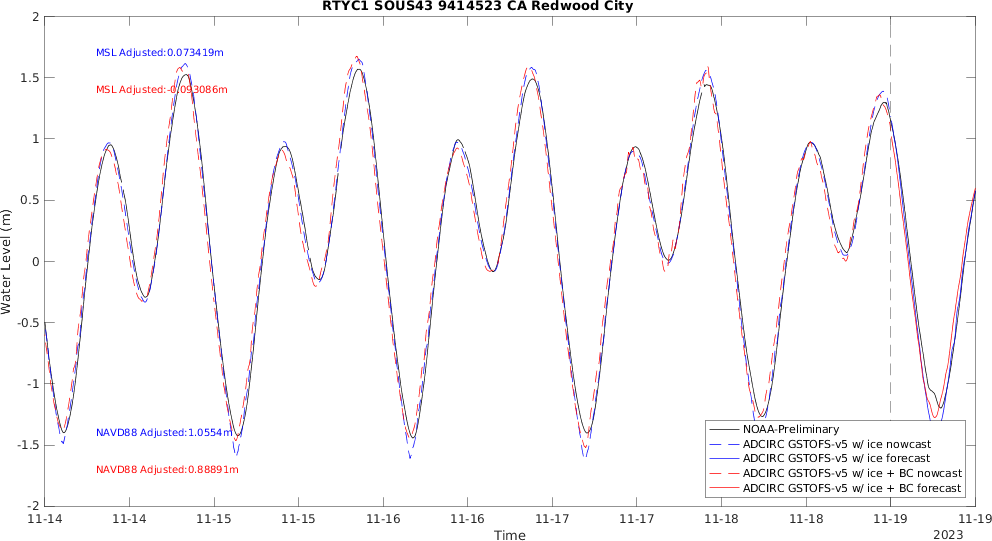 RTYC1 SOUS43 9414523 CA Redwood City
2
1.5
1
0.5
0
-0.5
-1
-1.5
-2
Water Level (m)
MSL Adjusted:0.073419m
MSL Adjusted:-0.093086m
NAVD88 Adjusted:1.0554m
NAVD88 Adjusted:0.88891m
NOAA-Preliminary
ADCIRC GSTOFS-v5 w/ ice nowcast
ADCIRC GSTOFS-v5 w/ ice forecast
ADCIRC GSTOFS-v5 w/ ice + BC nowcast
ADCIRC GSTOFS-v5 w/ ice + BC forecast
11-14 11-14 11-15 11-15 11-16 11-16 11-17 11-17 11-18 11-18 11-19 11-19
Time
2023